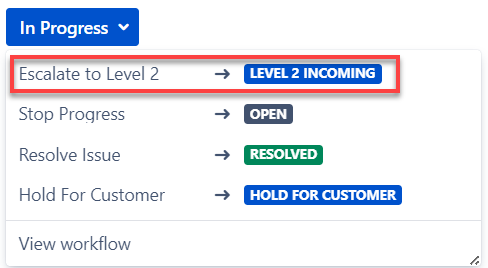 In Progress
Escalate to Level 2 → LEVEL 2 INCOMING
Stop Progress → OPEN
Resolve Issue → RESOLVED
Hold For Customer → HOLD FOR CUSTOMER
View workflow